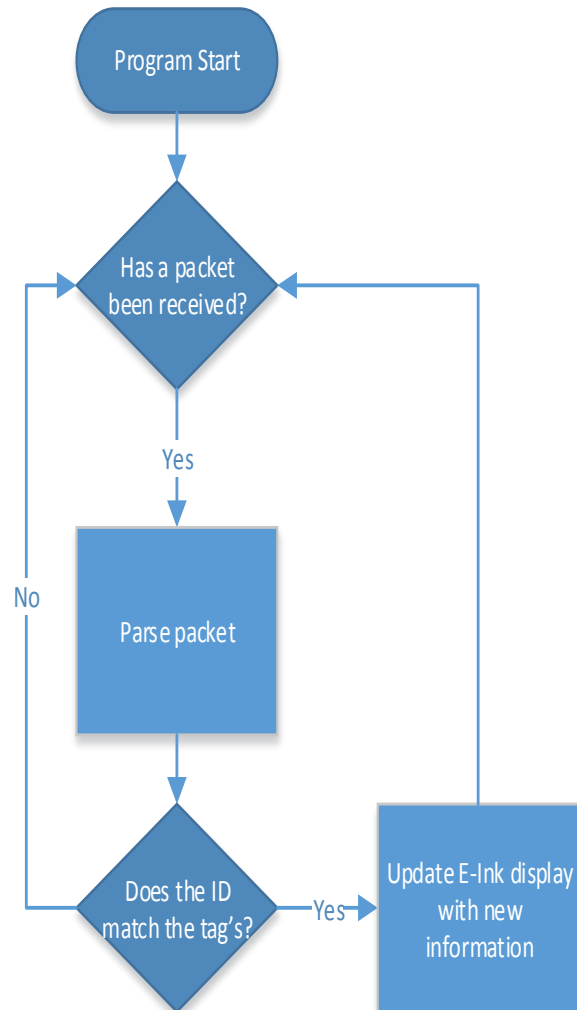 Program Start
Has a packet
been received?
Yes
No
Parse packet
Does the ID
match the tag's?
Yes
Update E-Ink display
with new
information